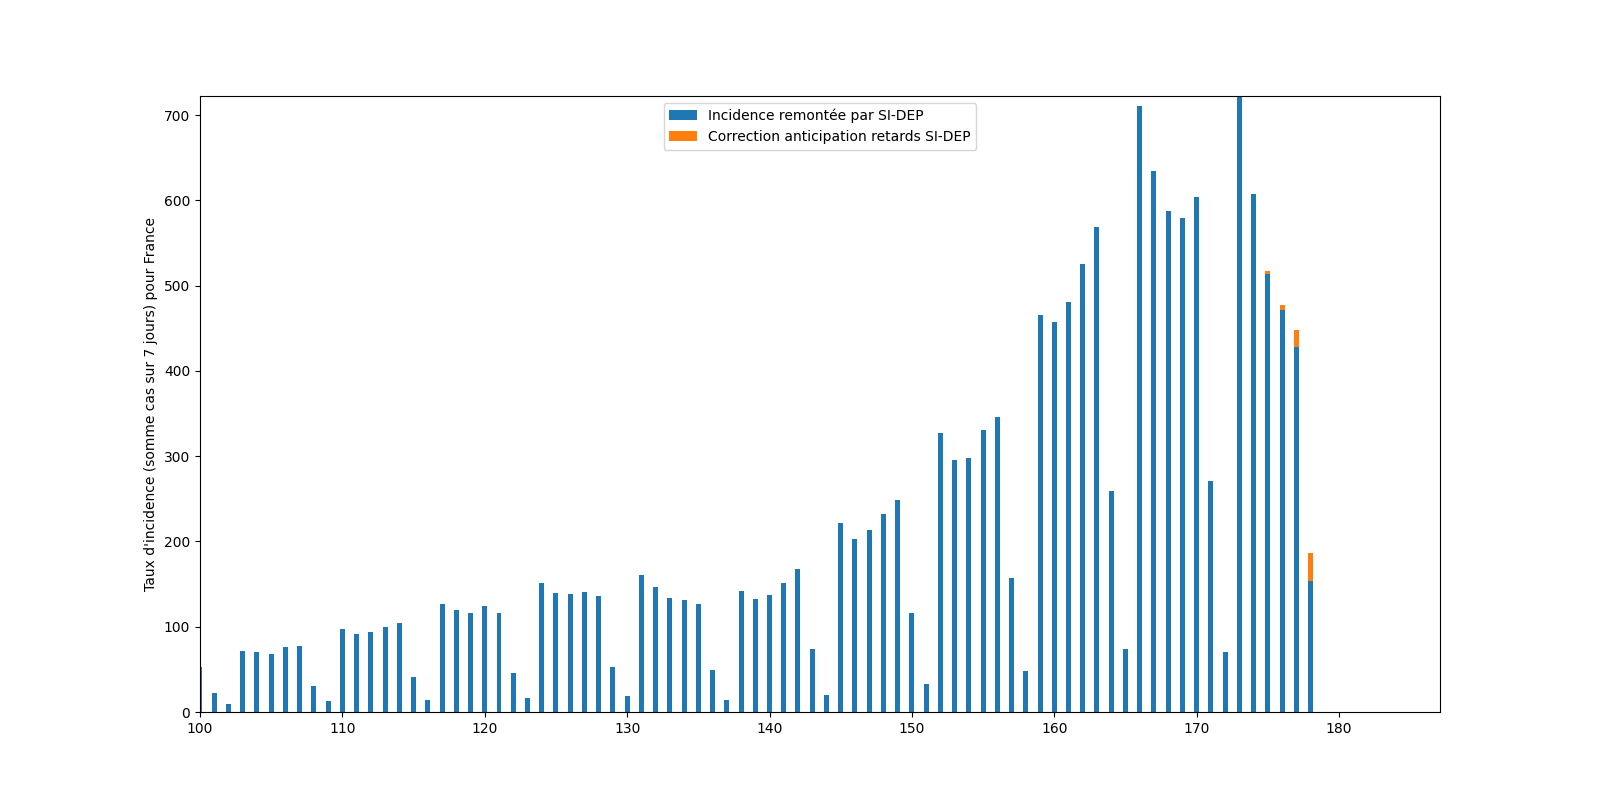 Incidence remontée par SI-DEP
Correction anticipation retards SI-DEP
Taux d'incidence (somme cas sur 7 jours) pour France
700
600
500
400
300
200
100
0
100 110 120 130 140 150 160 170 180